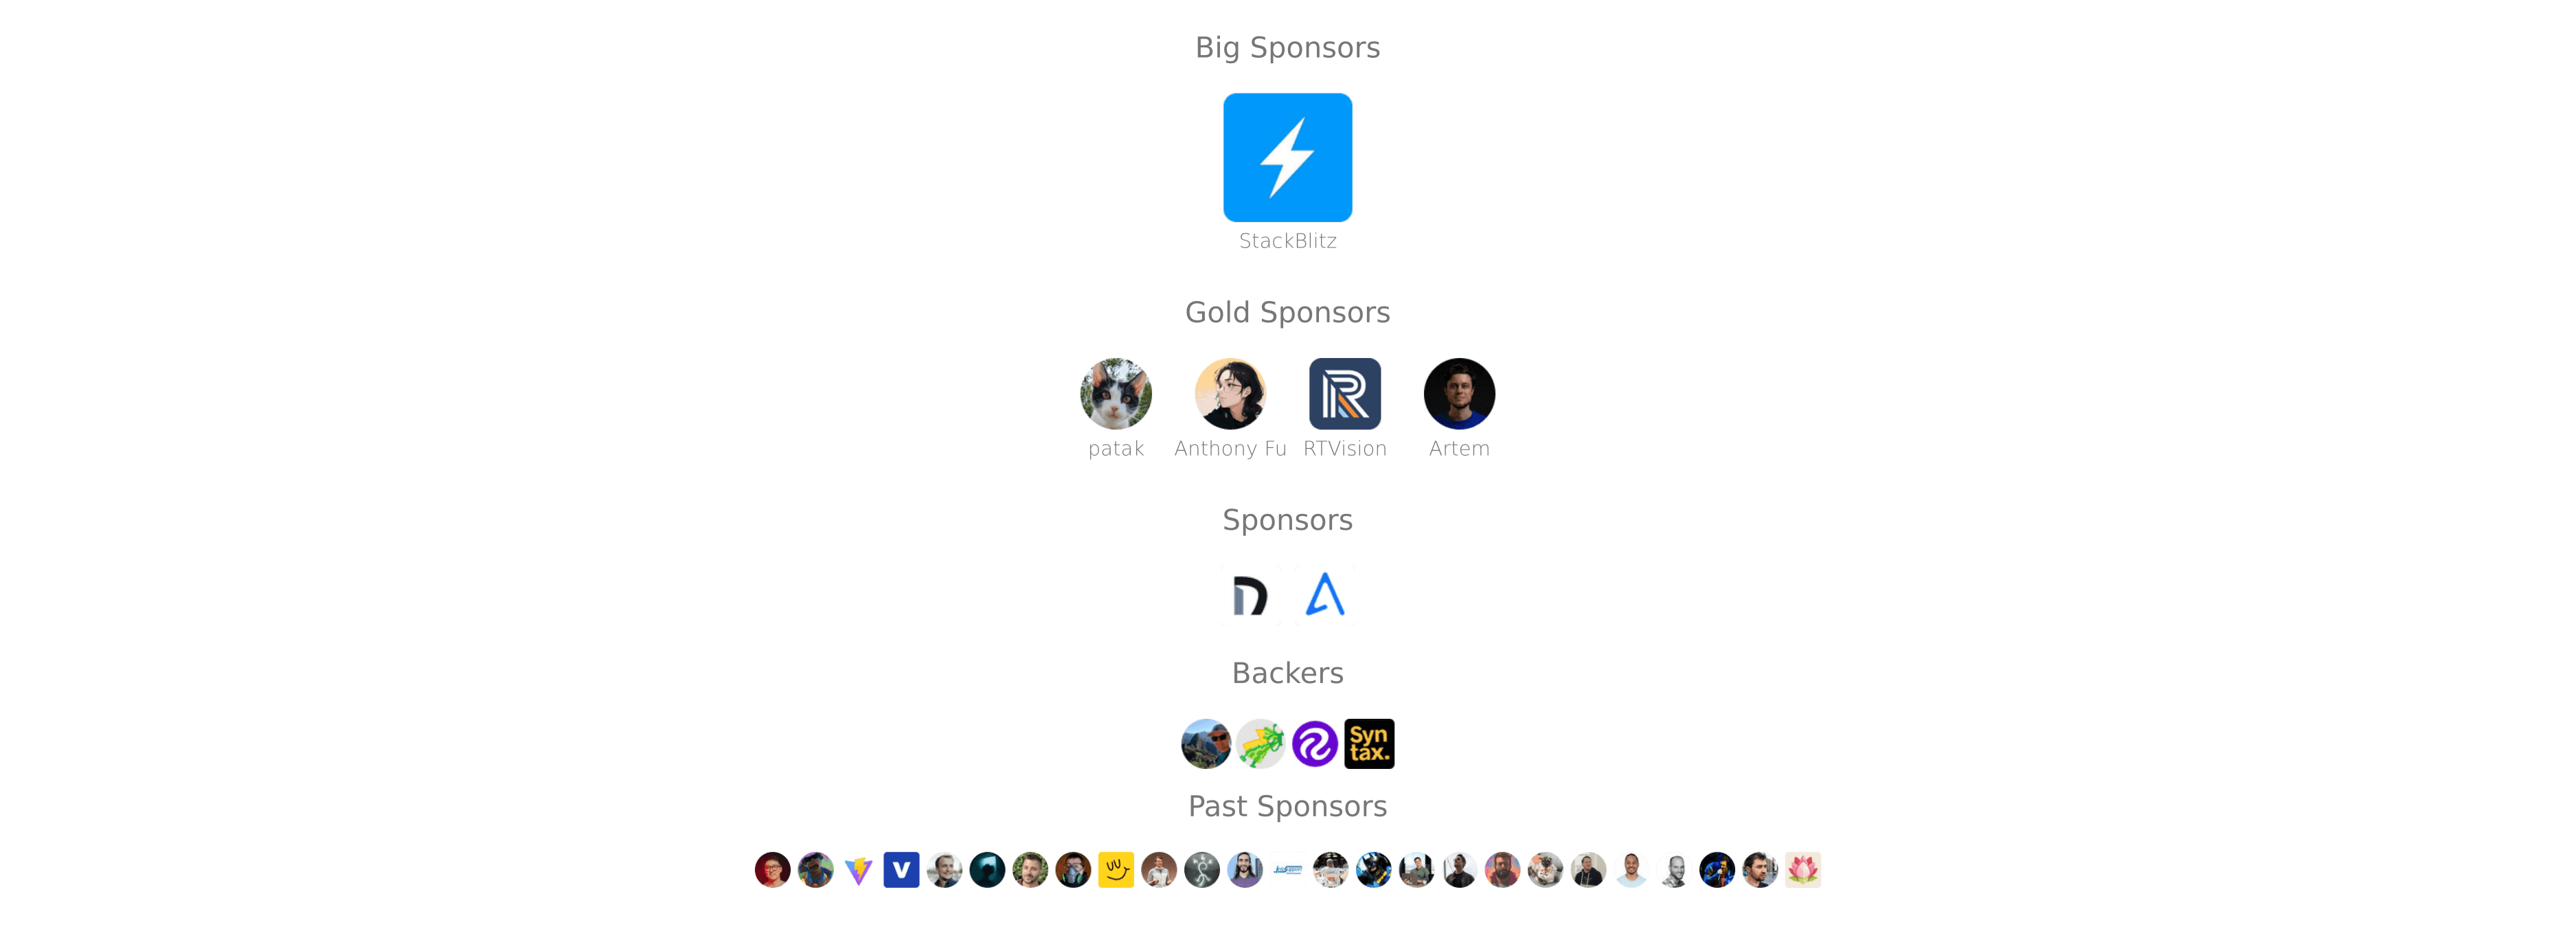 Big Sponsors
StackBlitz
Gold Sponsors
patak Anthony Fu RTVision Artem
Sponsors
Backers
Syn
tax.
Past Sponsors